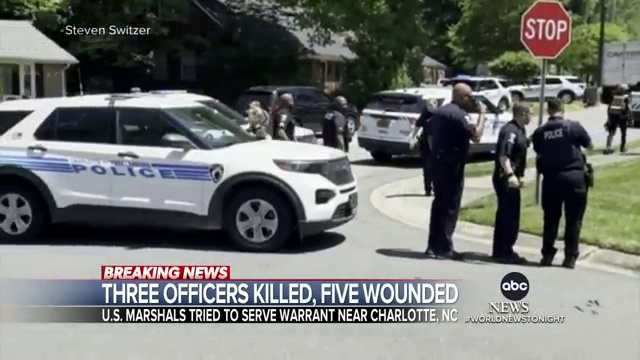 -Steven Switzer
STOP
POLICE
POLICE
BREAKING NEWS
THREE OFFICERS KILLED, FIVE WOUNDED
U.S. MARSHALS TRIED TO SERVE WARRANT NEAR CHARLOTTE, NC
abc
NEWS
#WORLDNEWSTONIGHT